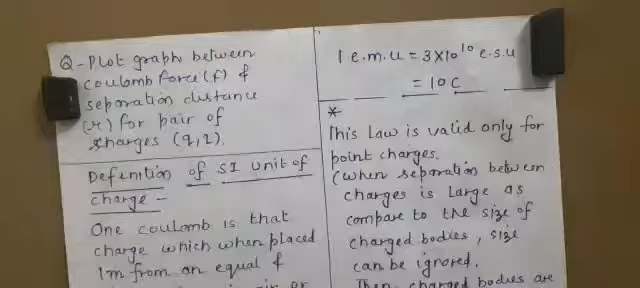 Q - Plot graph between
coulomb force (f) &
separation distance
(r) for pair of
charges (q, 2).
Definition of SI unit of
charge -
One coulomb is that
charge which when placed
1m from an equal &
1 e.m.u = 3×10¹⁰ e.s.u
= 10 C
*
This Law is valid only for
point charges.
(when separation between
charges is Large as
compare to the size of
charged bodies, size
can be ignored.
Then charged bodies are